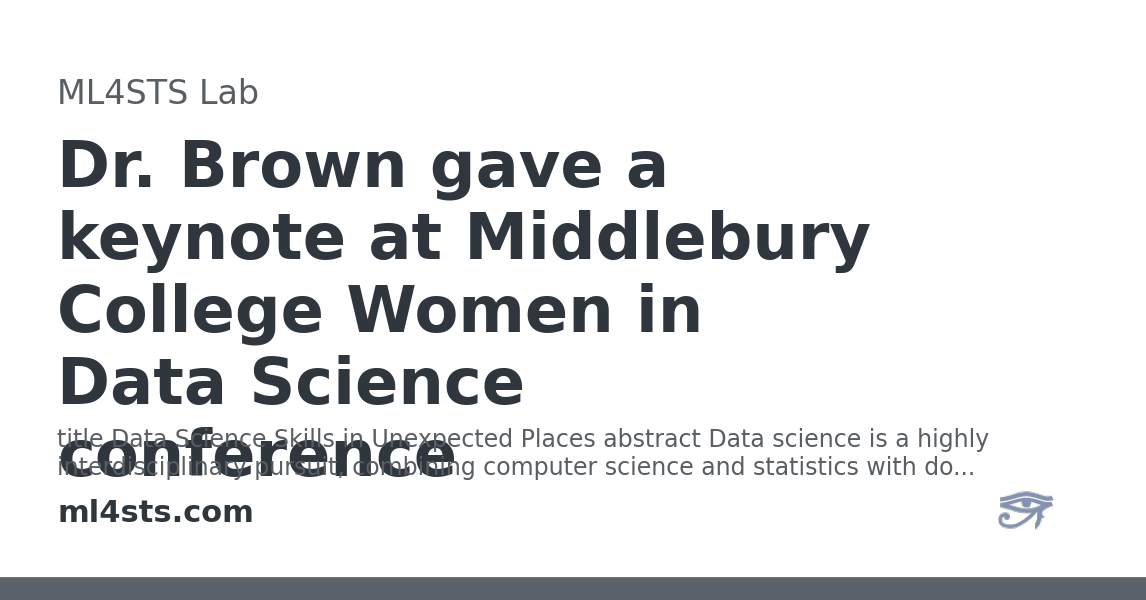 ML4STS Lab
Dr. Brown gave a
keynote at Middlebury
College Women in
Data Science
conference
title Data Science Skills in Unexpected Places abstract Data science is a highly
interdisciplinary pursuit, combining computer science and statistics with do...
ml4sts.com